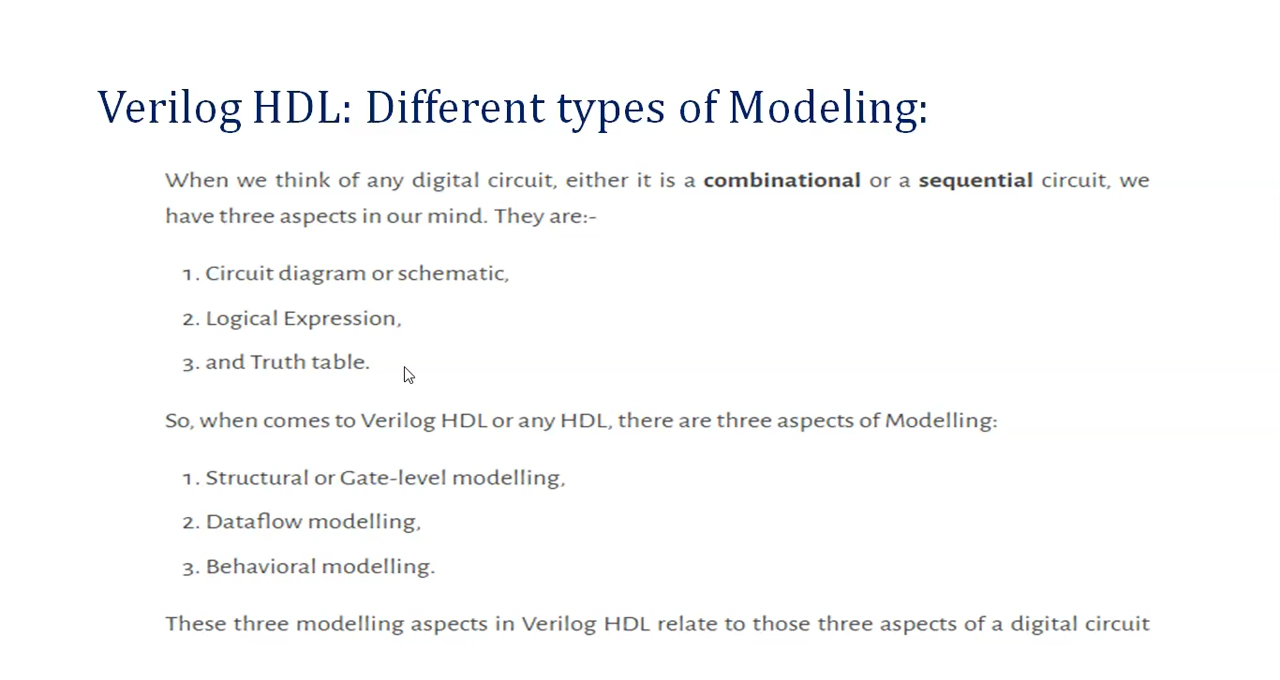 Verilog HDL: Different types of Modeling:
When we think of any digital circuit, either it is a combinational or a sequential circuit, we
have three aspects in our mind. They are:-
1. Circuit diagram or schematic,
2. Logical Expression,
3. and Truth table.
So, when comes to Verilog HDL or any HDL, there are three aspects of Modelling:
1. Structural or Gate-level modelling,
2. Dataflow modelling,
3. Behavioral modelling.
These three modelling aspects in Verilog HDL relate to those three aspects of a digital circuit